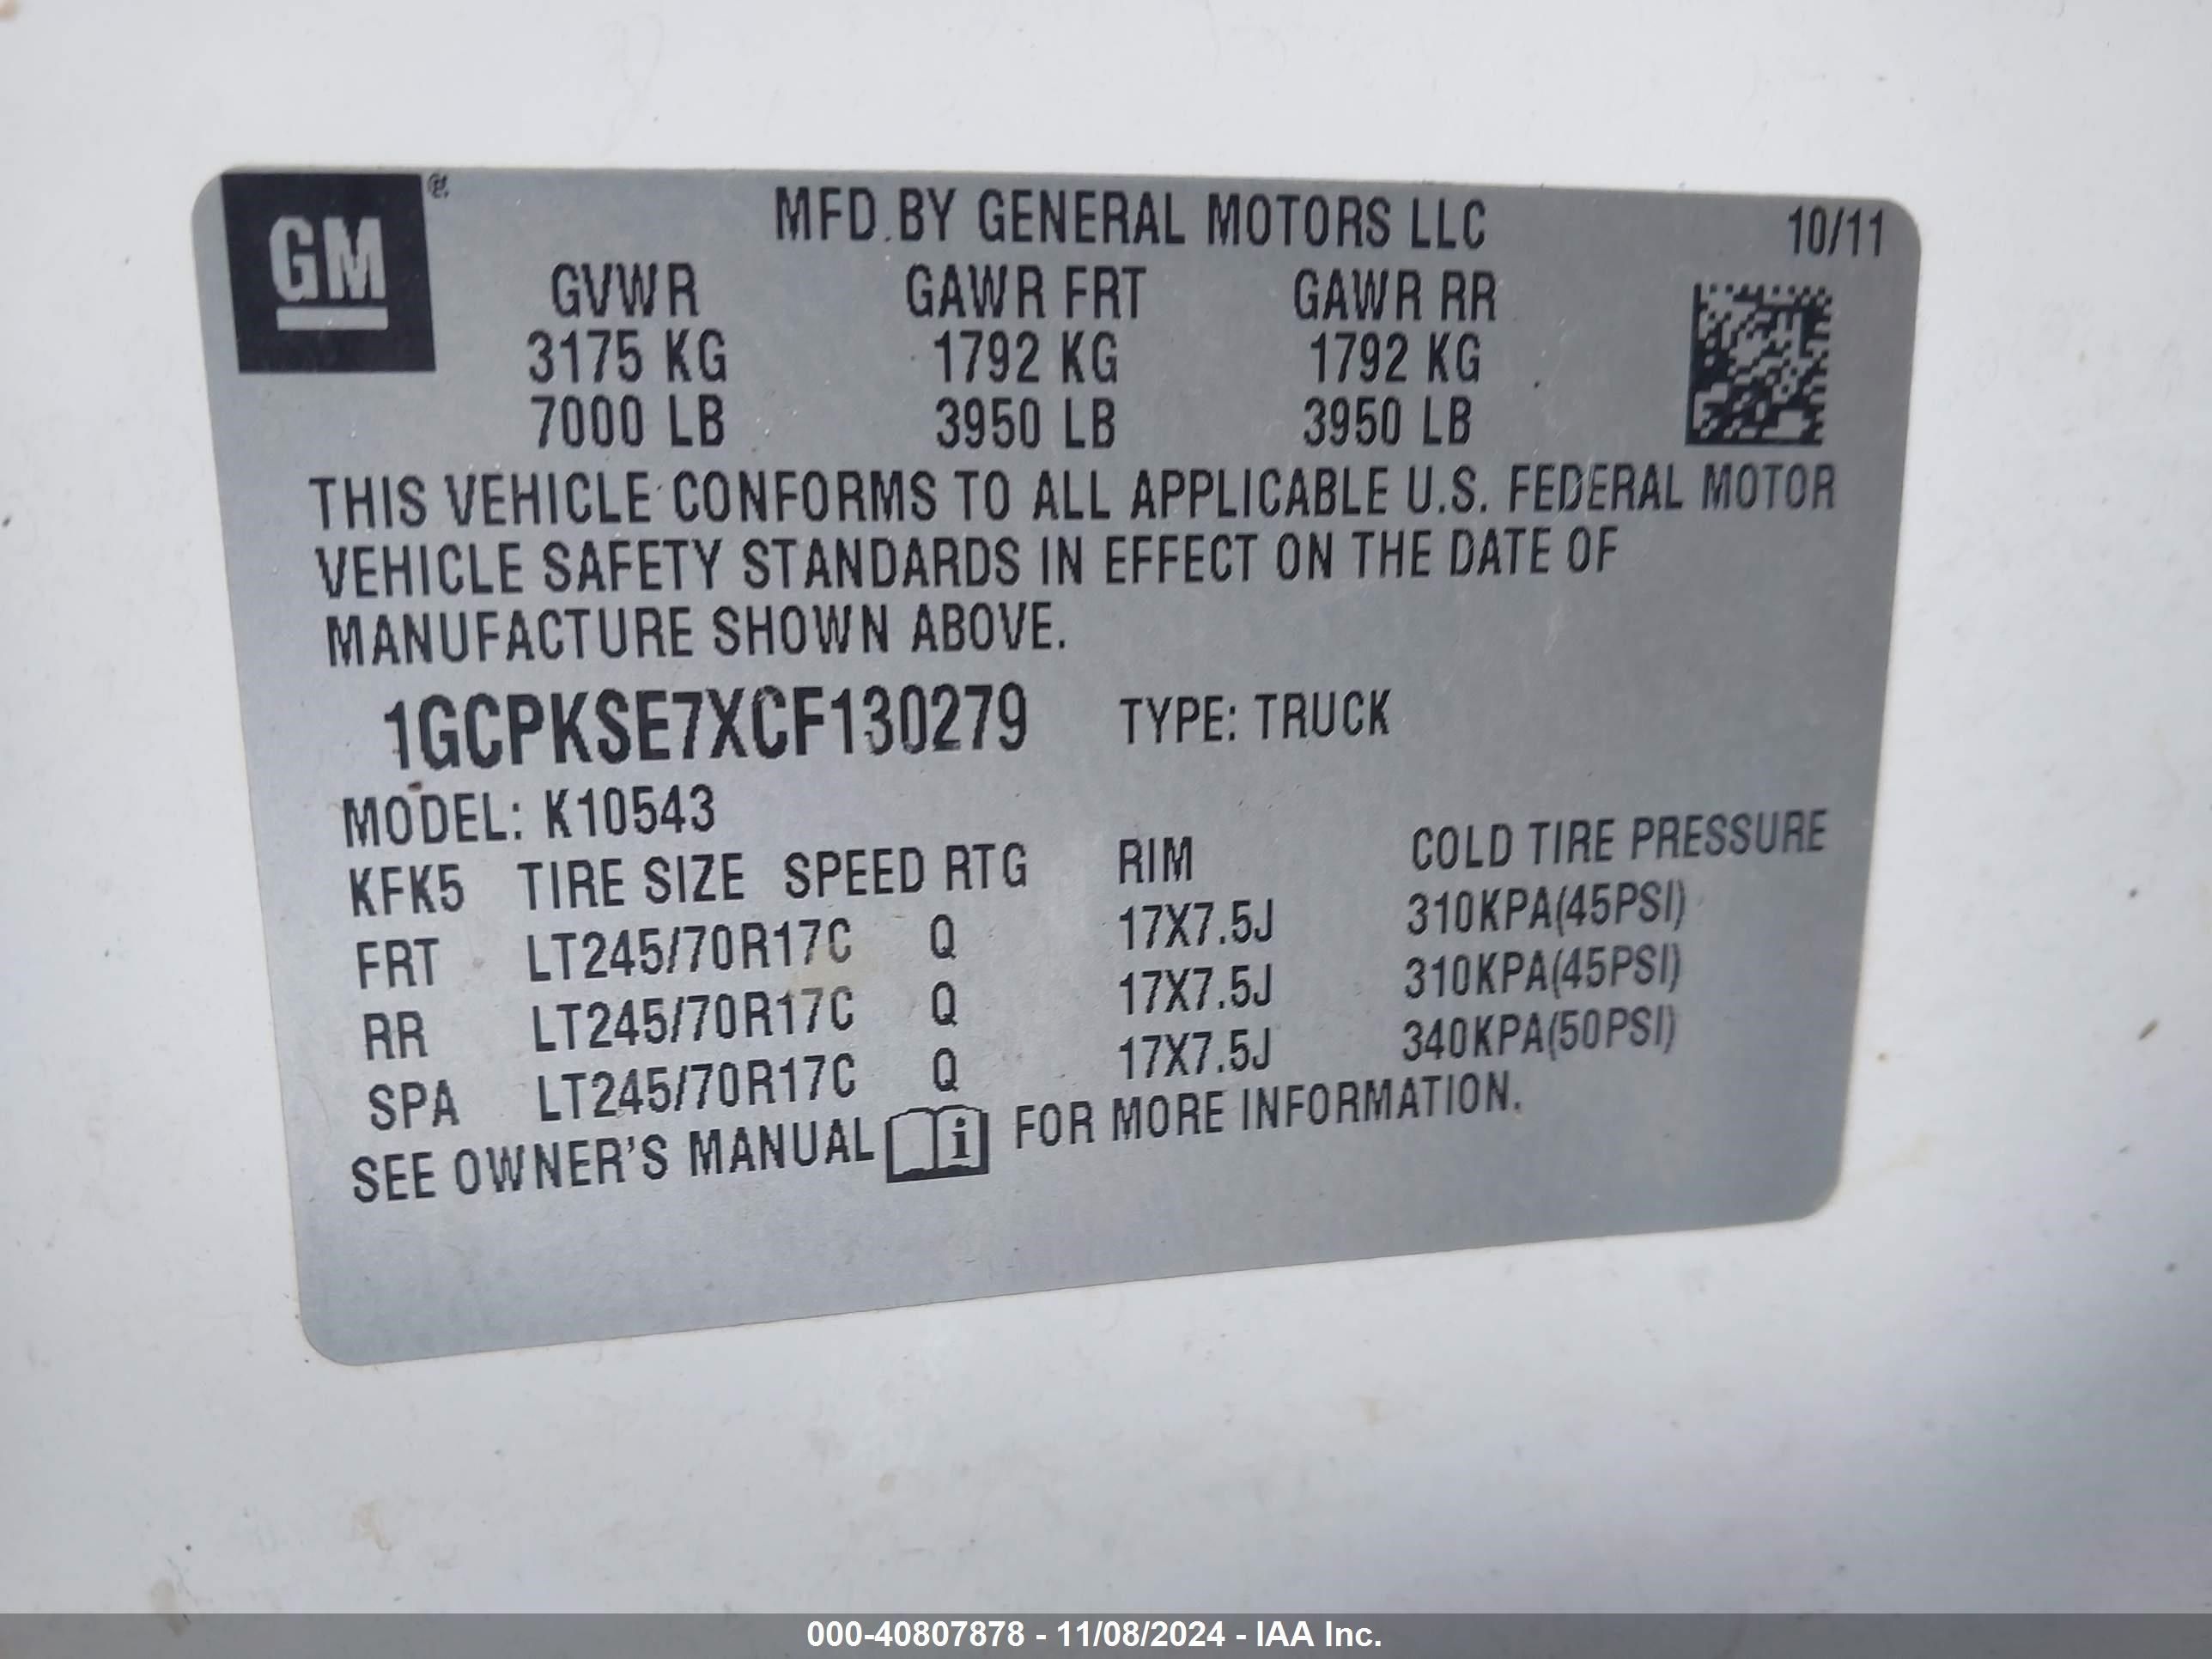 GM
MFD.BY GENERAL MOTORS LLC 10/11
GVWR GAWR FRT GAWR RR
3175 KG 1792 KG 1792 KG
7000 LB 3950 LB 3950 LB
THIS VEHICLE CONFORMS TO ALL APPLICABLE U.S. FEDERAL MOTOR
VEHICLE SAFETY STANDARDS IN EFFECT ON THE DATE OF
MANUFACTURE SHOWN ABOVE.
1GCPKSE7XCF130279 TYPE: TRUCK
MODEL: K10543
KFK5 TIRE SIZE SPEED RTG RIM COLD TIRE PRESSURE
FRT LT245/70R17C Q 17X7.5J 310KPA(45PSI)
RR LT245/70R17C Q 17X7.5J 310KPA(45PSI)
SPA LT245/70R17C Q 17X7.5J 340KPA(50PSI)
SEE OWNER'S MANUAL i FOR MORE INFORMATION.
000-40807878 - 11/08/2024 - IAA Inc.